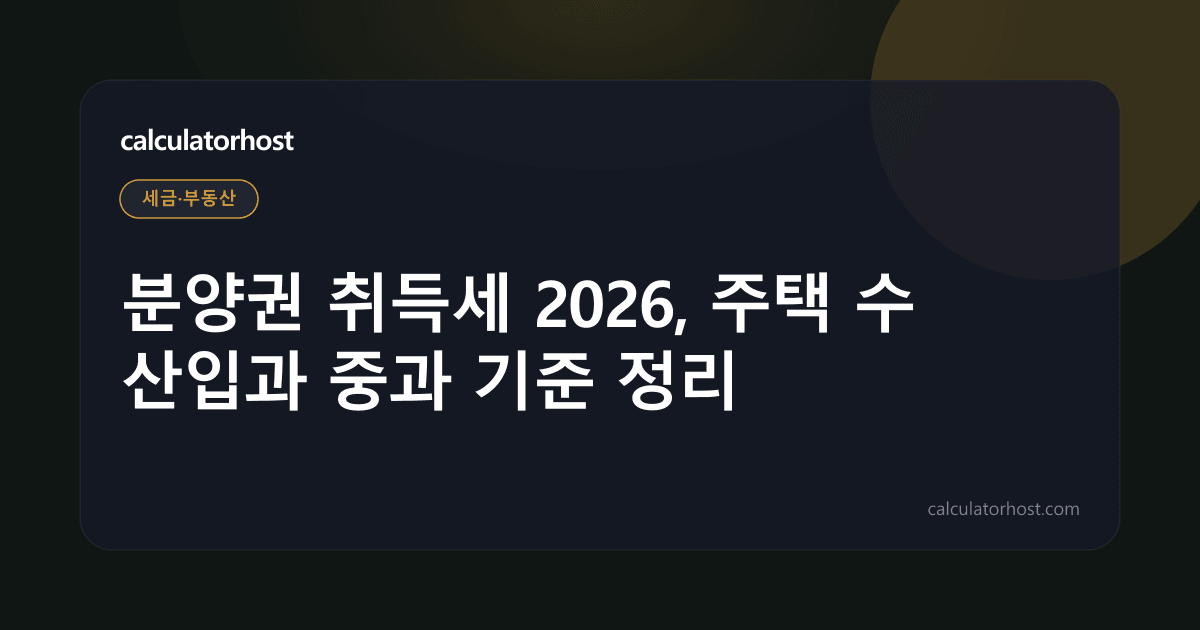 calculatorhost
세금·부동산
분양권 취득세 2026, 주택 수
산입과 중과 기준 정리
calculatorhost.com